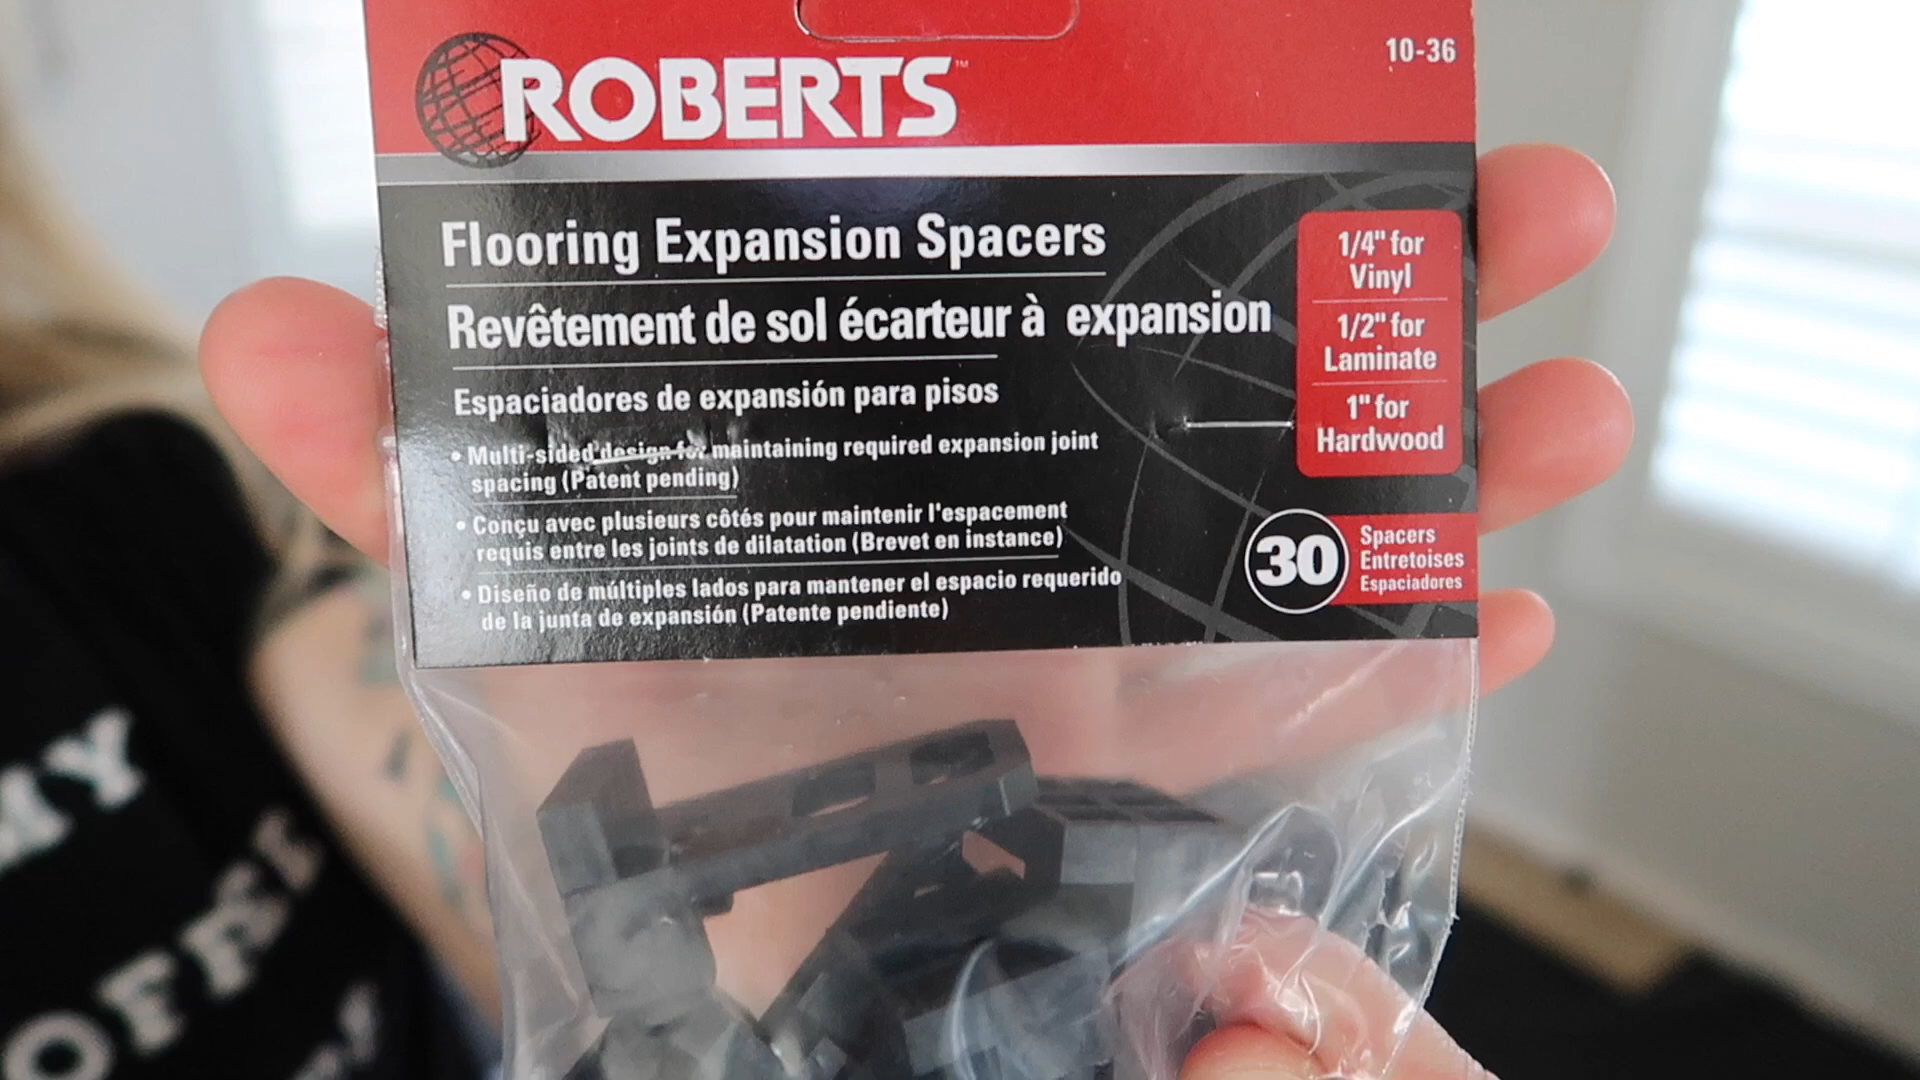 ROBERTS™
10-36
Flooring Expansion Spacers
Revêtement de sol écarteur à expansion
Espaciadores de expansión para pisos
• Multi-sided design for maintaining required expansion joint
spacing (Patent pending)
• Conçu avec plusieurs côtés pour maintenir l'espacement
requis entre les joints de dilatation (Brevet en instance)
• Diseño de múltiples lados para mantener el espacio requerido
de la junta de expansión (Patente pendiente)
1/4" for
Vinyl
1/2" for
Laminate
1" for
Hardwood
30
Spacers
Entretoises
Espaciadores
MY